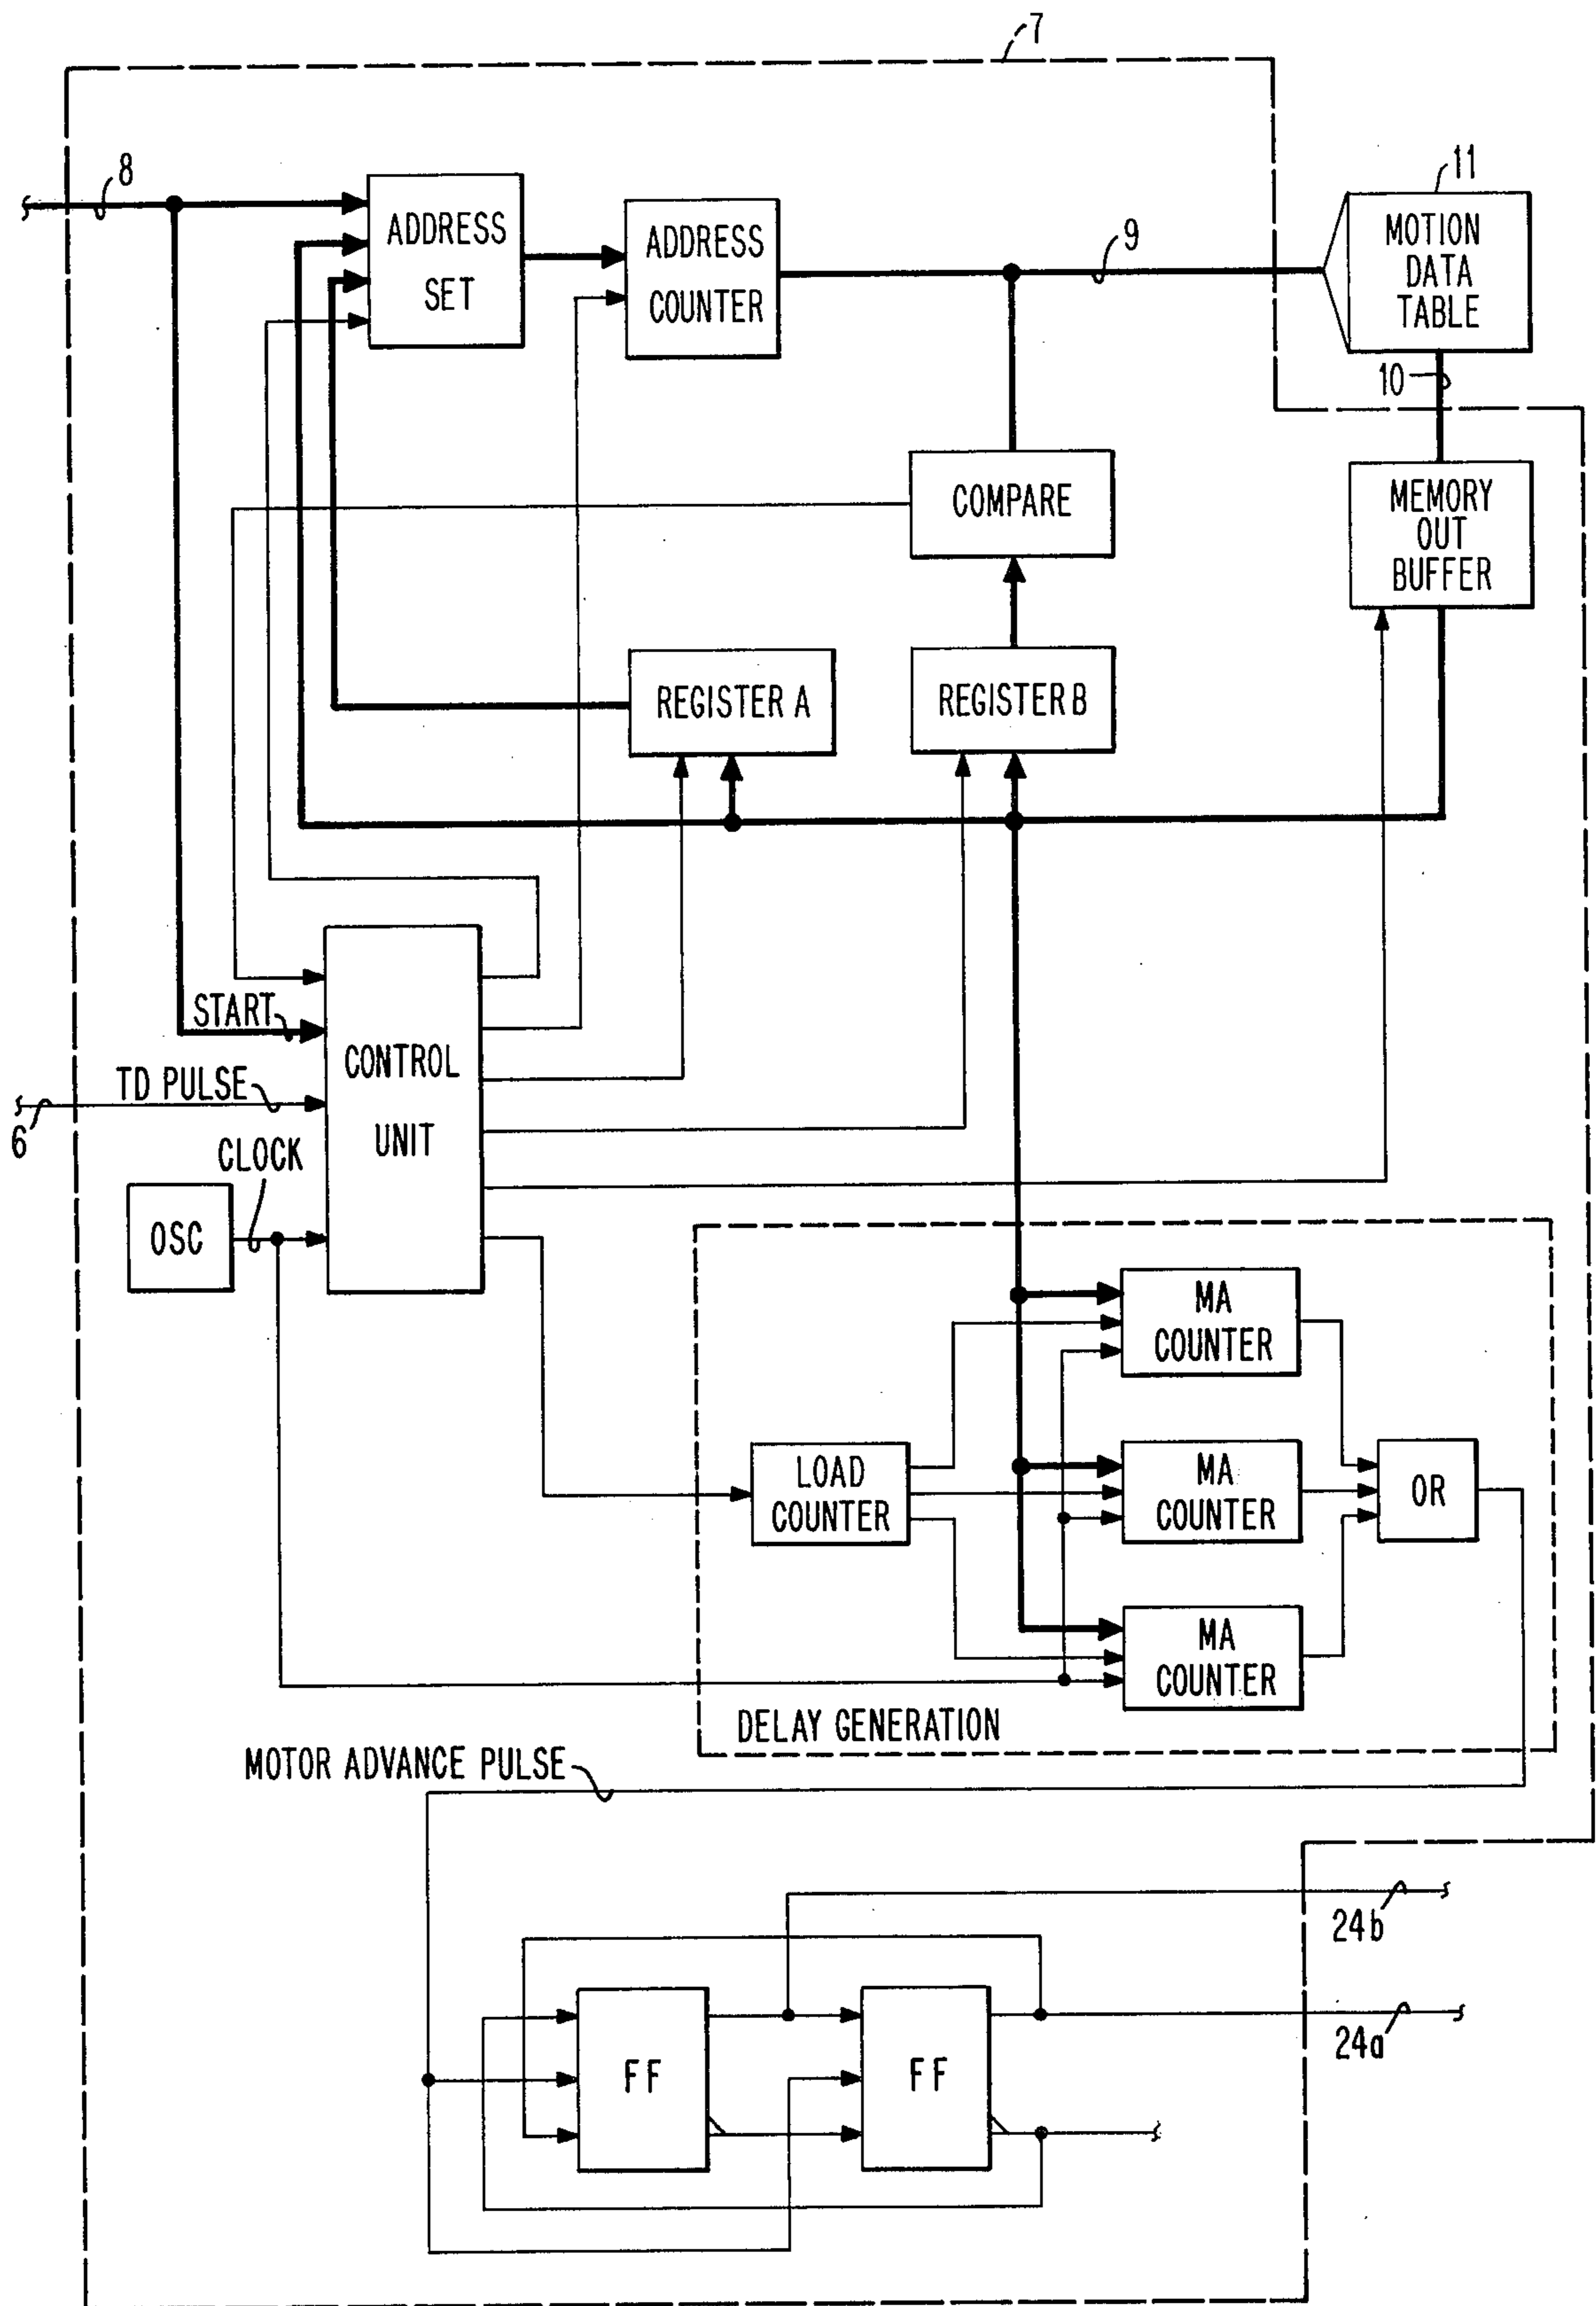 7
8
11
ADDRESS
SET
ADDRESS
COUNTER
9
MOTION
DATA
TABLE
10
COMPARE
MEMORY
OUT
BUFFER
REGISTER A
REGISTER B
START
CONTROL
UNIT
TD PULSE
6
CLOCK
OSC
MA
COUNTER
LOAD
COUNTER
MA
COUNTER
OR
MA
COUNTER
DELAY GENERATION
MOTOR ADVANCE PULSE
24b
24a
FF
FF